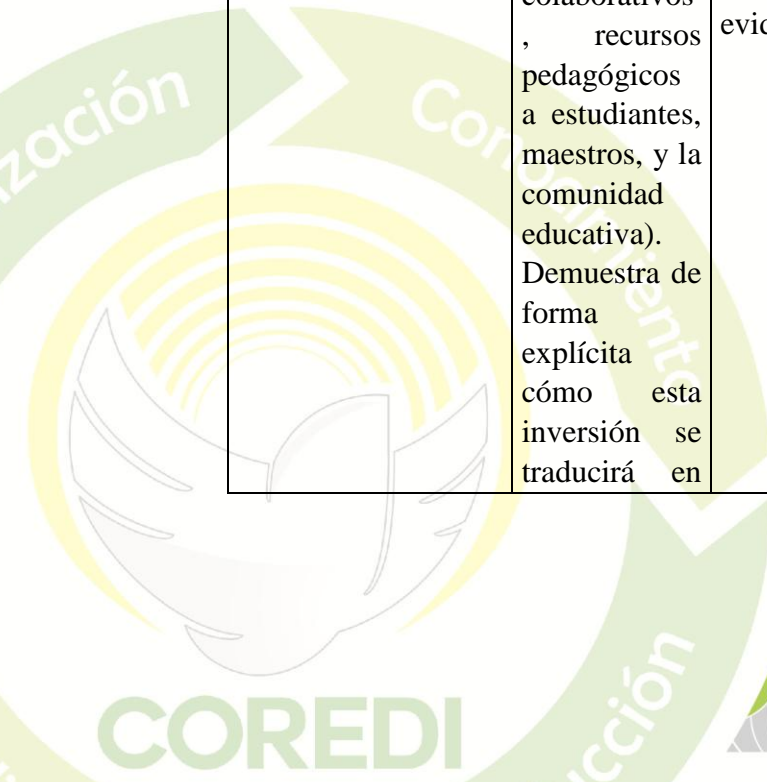 colaborativos
, recursos
pedagógicos
a estudiantes,
maestros, y la
comunidad
educativa).
Demuestra de
forma
explícita
cómo esta
inversión se
traducirá en
Conocimiento
COREDI